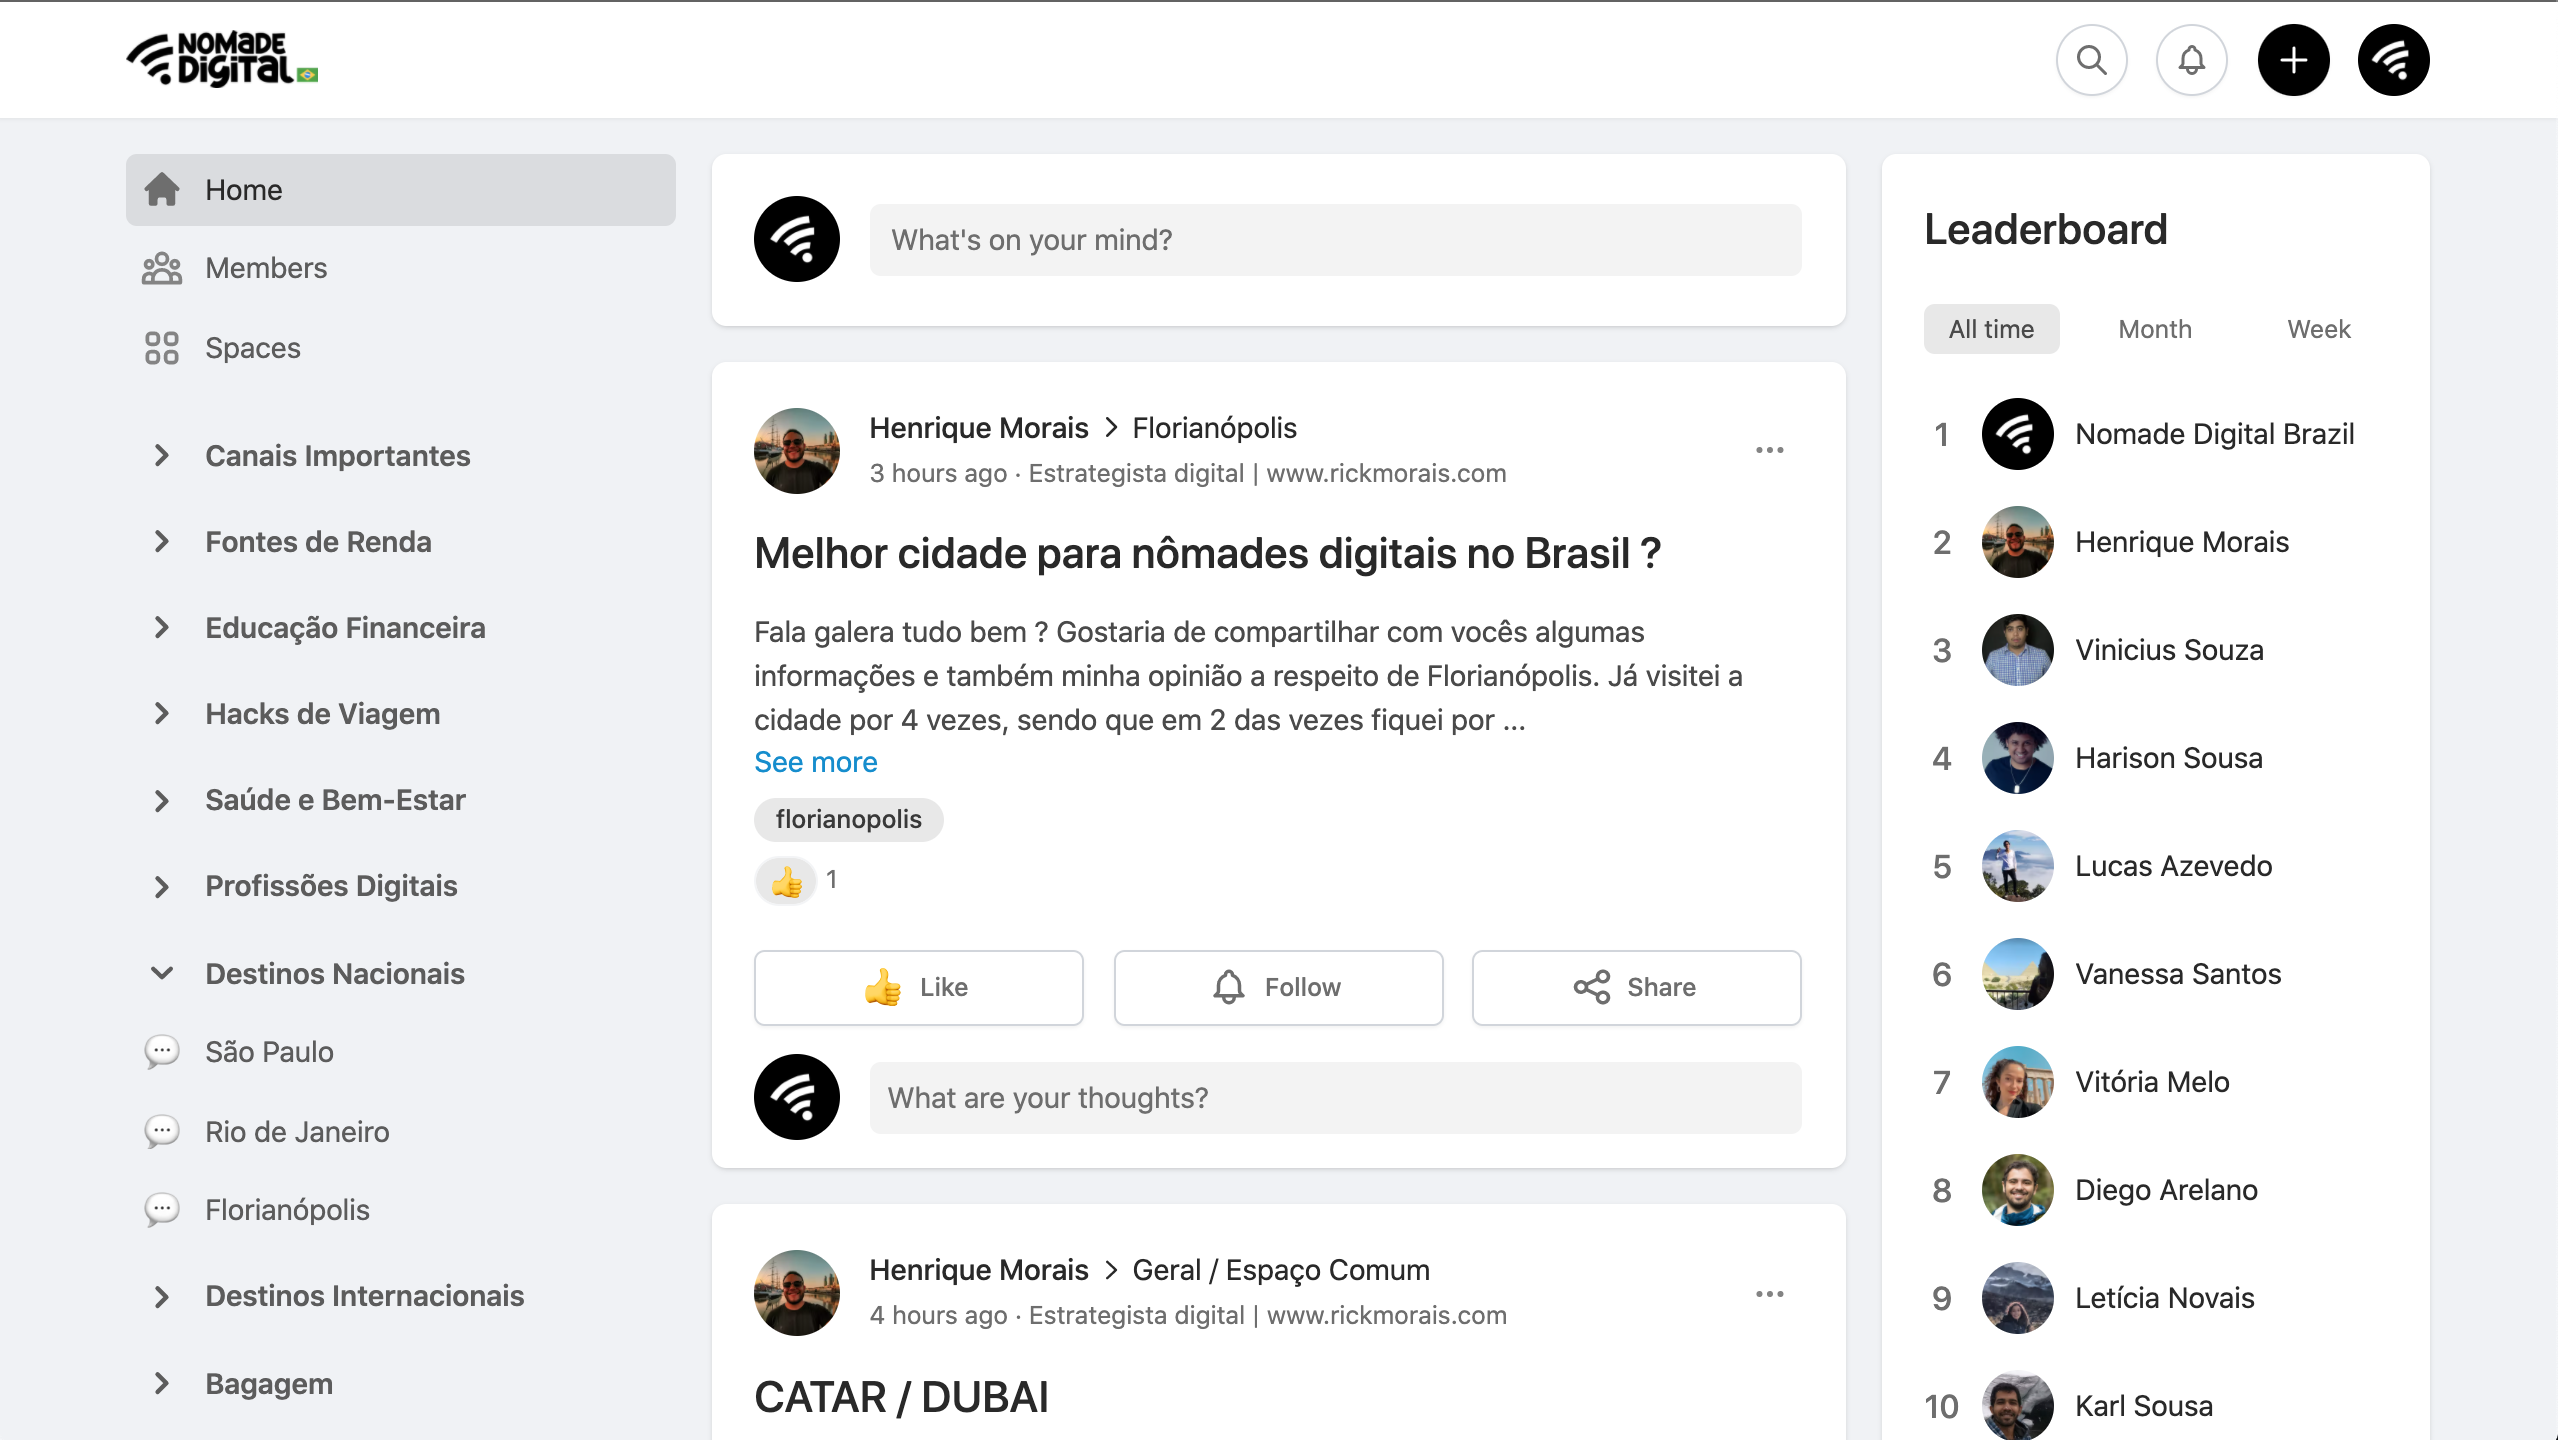 NOMADE
DIGITAL
Home
Members
Spaces
Canais Importantes
Fontes de Renda
Educação Financeira
Hacks de Viagem
Saúde e Bem-Estar
Profissões Digitais
Destinos Nacionais
São Paulo
Rio de Janeiro
Florianópolis
Destinos Internacionais
Bagagem
What's on your mind?
Henrique Morais > Florianópolis
3 hours ago · Estrategista digital | www.rickmorais.com
Melhor cidade para nômades digitais no Brasil ?
Fala galera tudo bem ? Gostaria de compartilhar com vocês algumas
informações e também minha opinião a respeito de Florianópolis. Já visitei a
cidade por 4 vezes, sendo que em 2 das vezes fiquei por ...
See more
florianopolis
👍 1
👍 Like
Follow
Share
What are your thoughts?
Henrique Morais > Geral / Espaço Comum
4 hours ago · Estrategista digital | www.rickmorais.com
CATAR / DUBAI
Leaderboard
All time Month Week
1 Nomade Digital Brazil
2 Henrique Morais
3 Vinicius Souza
4 Harison Sousa
5 Lucas Azevedo
6 Vanessa Santos
7 Vitória Melo
8 Diego Arelano
9 Letícia Novais
10 Karl Sousa